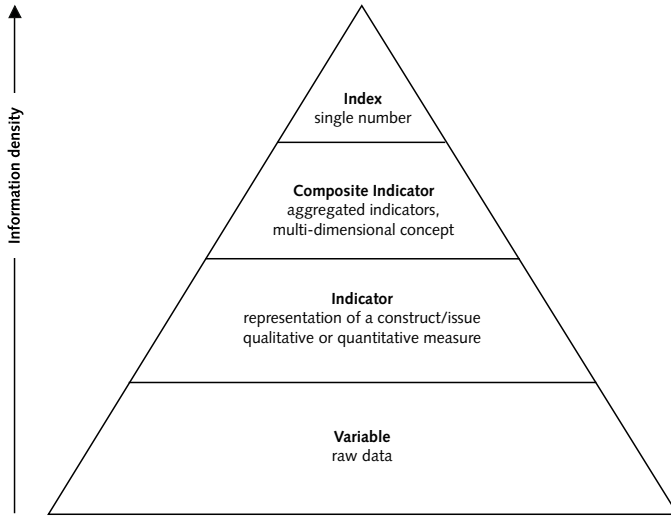 Information density
Index
single number
Composite Indicator
aggregated indicators,
multi-dimensional concept
Indicator
representation of a construct/issue
qualitative or quantitative measure
Variable
raw data